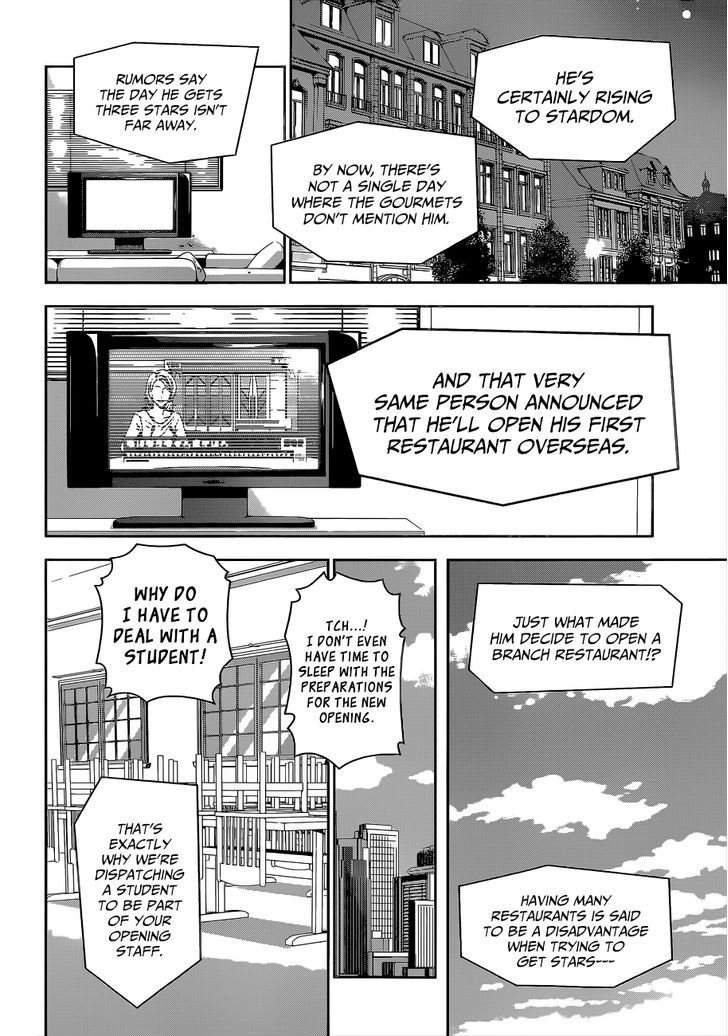 HE'S
CERTAINLY RISING
TO STARDOM.
BY NOW, THERE'S
NOT A SINGLE DAY
WHERE THE GOURMETS
DON'T MENTION HIM.
RUMORS SAY
THE DAY HE GETS
THREE STARS ISN'T
FAR AWAY.
AND THAT VERY
SAME PERSON ANNOUNCED
THAT HE'LL OPEN HIS FIRST
RESTAURANT OVERSEAS.
JUST WHAT MADE
HIM DECIDE TO OPEN A
BRANCH RESTAURANT!?
HAVING MANY
RESTAURANTS IS SAID
TO BE A DISADVANTAGE
WHEN TRYING TO
GET STARS---
TCH...!
I DON'T EVEN
HAVE TIME TO
SLEEP WITH THE
PREPARATIONS
FOR THE NEW
OPENING.
WHY DO
I HAVE TO
DEAL WITH A
STUDENT!
THAT'S
EXACTLY
WHY WE'RE
DISPATCHING
A STUDENT
TO BE PART
OF YOUR
OPENING
STAFF.